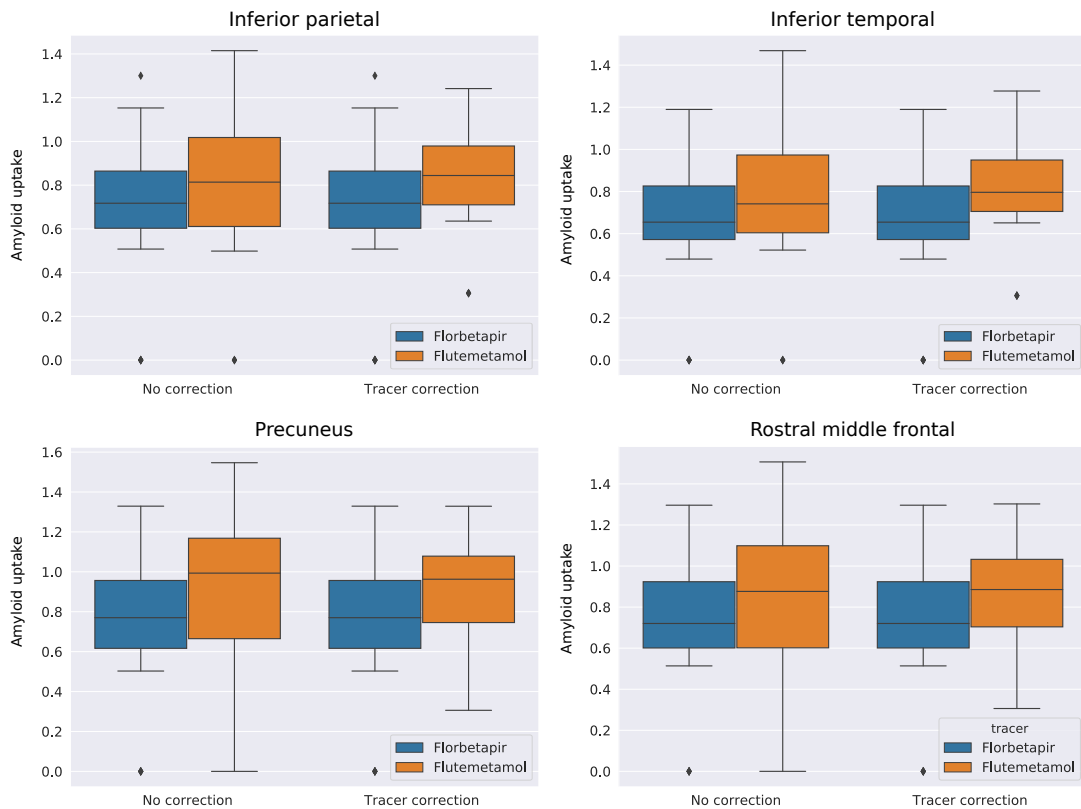 Inferior parietal
Amyloid uptake
1.4
1.2
1.0
0.8
0.6
0.4
0.2
0.0
Florbetapir
Flutemetamol
No correction
Tracer correction
Inferior temporal
Amyloid uptake
1.4
1.2
1.0
0.8
0.6
0.4
0.2
0.0
Florbetapir
Flutemetamol
No correction
Tracer correction
Precuneus
Amyloid uptake
1.6
1.4
1.2
1.0
0.8
0.6
0.4
0.2
0.0
Florbetapir
Flutemetamol
No correction
Tracer correction
Rostral middle frontal
Amyloid uptake
1.4
1.2
1.0
0.8
0.6
0.4
0.2
0.0
tracer
Florbetapir
Flutemetamol
No correction
Tracer correction